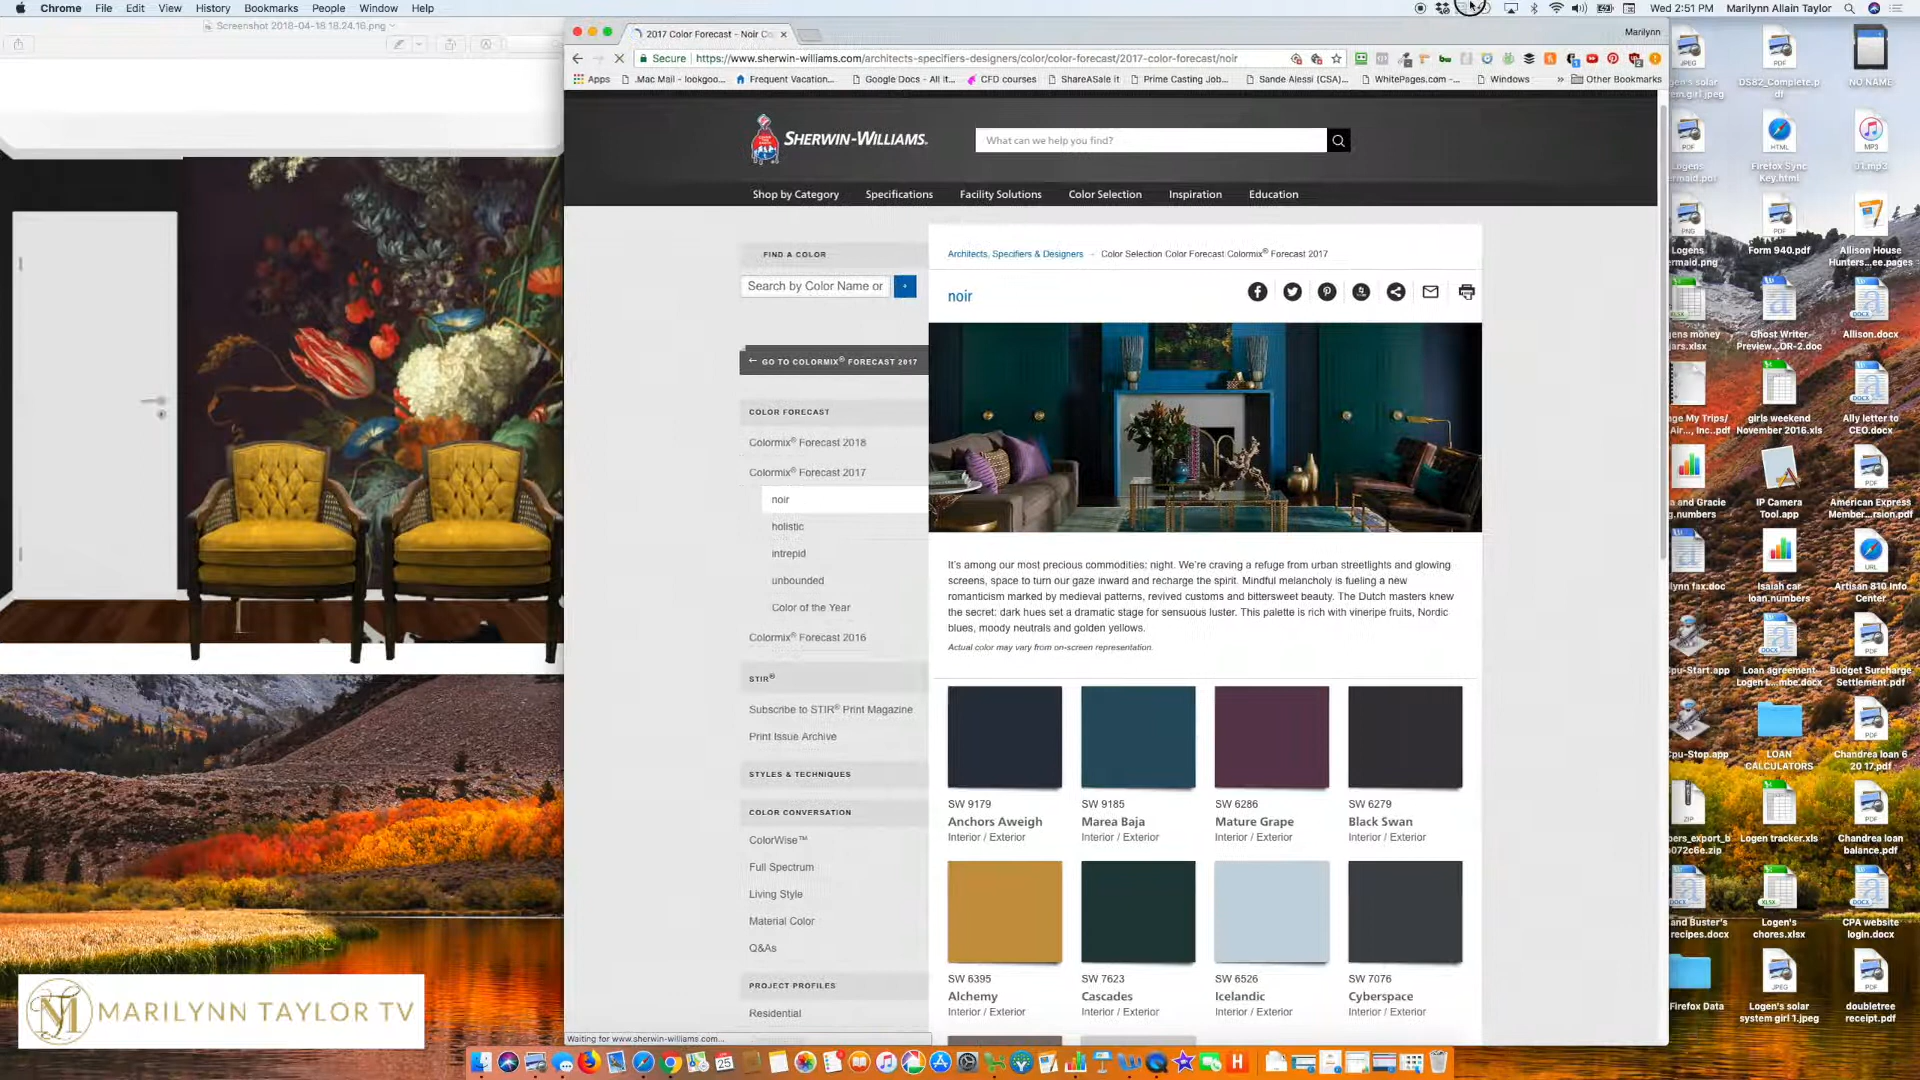 Chrome File Edit View History Bookmarks People Window Help
Wed 2:51 PM Marilynn Allain Taylor
Screenshot 2018-04-18 18.24.16.png
2017 Color Forecast - Noir Co
Marilynn
Secure https://www.sherwin-williams.com/architects-specifiers-designers/color/color-forecast/2017-color-forecast/noir
Apps .Mac Mail - lookgoo... Frequent Vacation... Google Docs - All it... CFD courses ShareASale it Prime Casting Job... Sande Alessi (CSA)... WhitePages.com -... Windows » Other Bookmarks
SHERWIN-WILLIAMS.
What can we help you find?
Shop by Category Specifications Facility Solutions Color Selection Inspiration Education
FIND A COLOR
Search by Color Name or
← GO TO COLORMIX® FORECAST 2017
COLOR FORECAST
Colormix® Forecast 2018
Colormix® Forecast 2017
noir
holistic
intrepid
unbounded
Color of the Year
Colormix® Forecast 2016
STIR®
Subscribe to STIR® Print Magazine
Print Issue Archive
STYLES & TECHNIQUES
COLOR CONVERSATION
ColorWise™
Full Spectrum
Living Style
Material Color
Q&As
PROJECT PROFILES
Residential
Architects, Specifiers & Designers - Color Selection Color Forecast Colormix® Forecast 2017
noir
It's among our most precious commodities: night. We're craving a refuge from urban streetlights and glowing
screens, space to turn our gaze inward and recharge the spirit. Mindful melancholy is fueling a new
romanticism marked by medieval patterns, revived customs and bittersweet beauty. The Dutch masters knew
the secret: dark hues set a dramatic stage for sensuous luster. This palette is rich with vineripe fruits, Nordic
blues, moody neutrals and golden yellows.
Actual color may vary from on-screen representation.
SW 9179 SW 9185 SW 6286 SW 6279
Anchors Aweigh Marea Baja Mature Grape Black Swan
Interior / Exterior Interior / Exterior Interior / Exterior Interior / Exterior
SW 6395 SW 7623 SW 6526 SW 7076
Alchemy Cascades Icelandic Cyberspace
Interior / Exterior Interior / Exterior Interior / Exterior Interior / Exterior
Waiting for www.sherwin-williams.com...
MT MARILYNN TAYLOR TV
DS82_Complete.p
df
NO NAME
Firefox Sync
Key.html
Logens
Form 940.pdf
Allison House
Hunters...ee.pages
Ghost Writer-
Preview...OR-2.doc
Allison.docx
girls weekend
November 2016.xls
Ally letter to
CEO.docx
IP Camera
Tool.app
American Express
Member...rsion.pdf
Isaiah car
loan.numbers
Artisan 810 Info
Center
Loan agreement-
Logen L...mbe.docx
Budget Surcharge
Settlement.pdf
LOAN
CALCULATORS
Chandrea loan 6
20 17.pdf
Logen tracker.xls
Chandrea loan
balance.pdf
Logen's
chores.xlsx
CPA website
login.docx
Firefox Data
Logen's solar
system girl 1.jpeg
doubletree
receipt.pdf